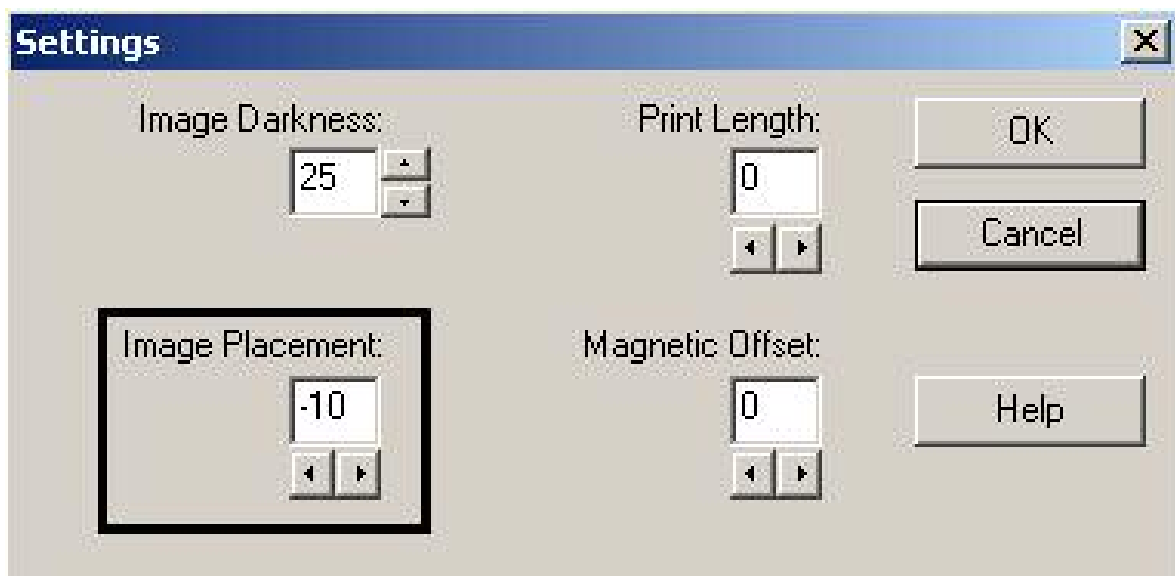 Settings
Image Darkness:
25
Print Length:
0
OK
Cancel
Image Placement:
-10
Magnetic Offset:
0
Help